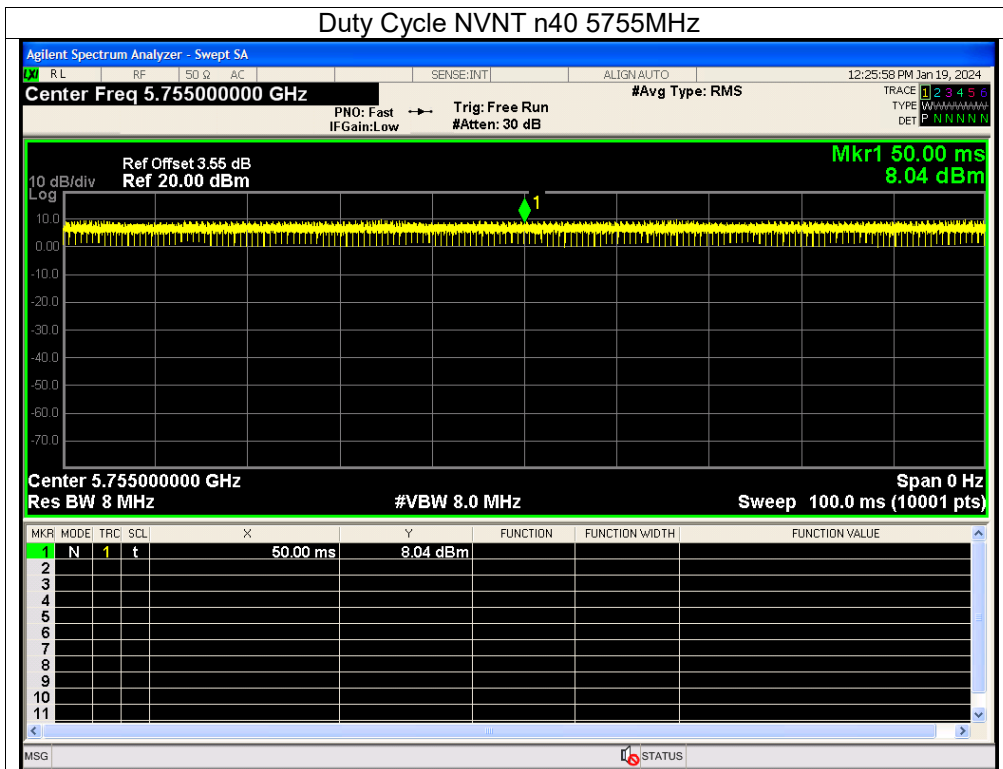 Duty Cycle NVNT n40 5755MHz
Agilent Spectrum Analyzer - Swept SA
LXI RL RF 50 Ω AC SENSE:INT ALIGN AUTO 12:25:58 PM Jan 19, 2024
Center Freq 5.755000000 GHz #Avg Type: RMS TRACE 1 2 3 4 5 6
PNO: Fast Trig: Free Run TYPE WWWWWW
IFGain:Low #Atten: 30 dB DET P N N N N N
Mkr1 50.00 ms
Ref Offset 3.55 dB
10 dB/div Ref 20.00 dBm 8.04 dBm
Log
1
10.0
0.00
-10.0
-20.0
-30.0
-40.0
-50.0
-60.0
-70.0
Center 5.755000000 GHz Span 0 Hz
Res BW 8 MHz #VBW 8.0 MHz Sweep 100.0 ms (10001 pts)
MKR MODE TRC SCL X Y FUNCTION FUNCTION WIDTH FUNCTION VALUE
1 N 1 t 50.00 ms 8.04 dBm
2
3
4
5
6
7
8
9
10
11
MSG STATUS